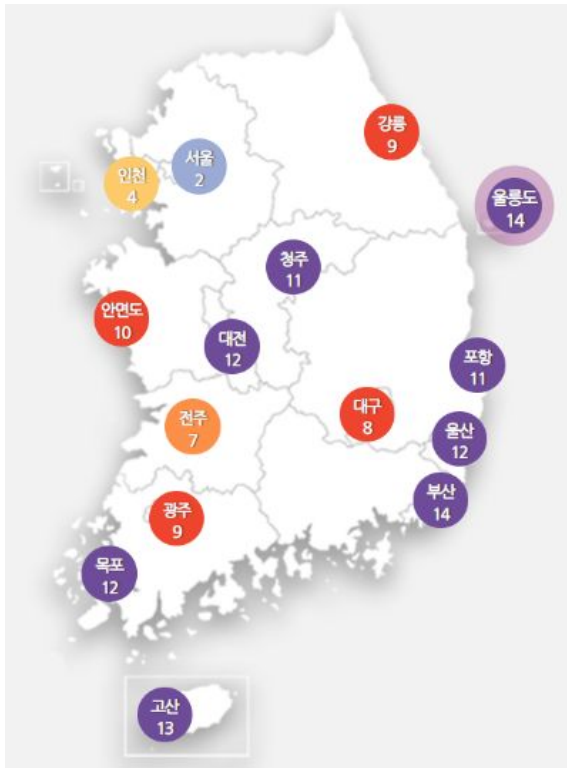 강릉
9
서울
2
인천
4
울릉도
14
청주
11
안면도
10
대전
12
포항
11
대구
8
전주
7
울산
12
부산
14
광주
9
목포
12
고산
13